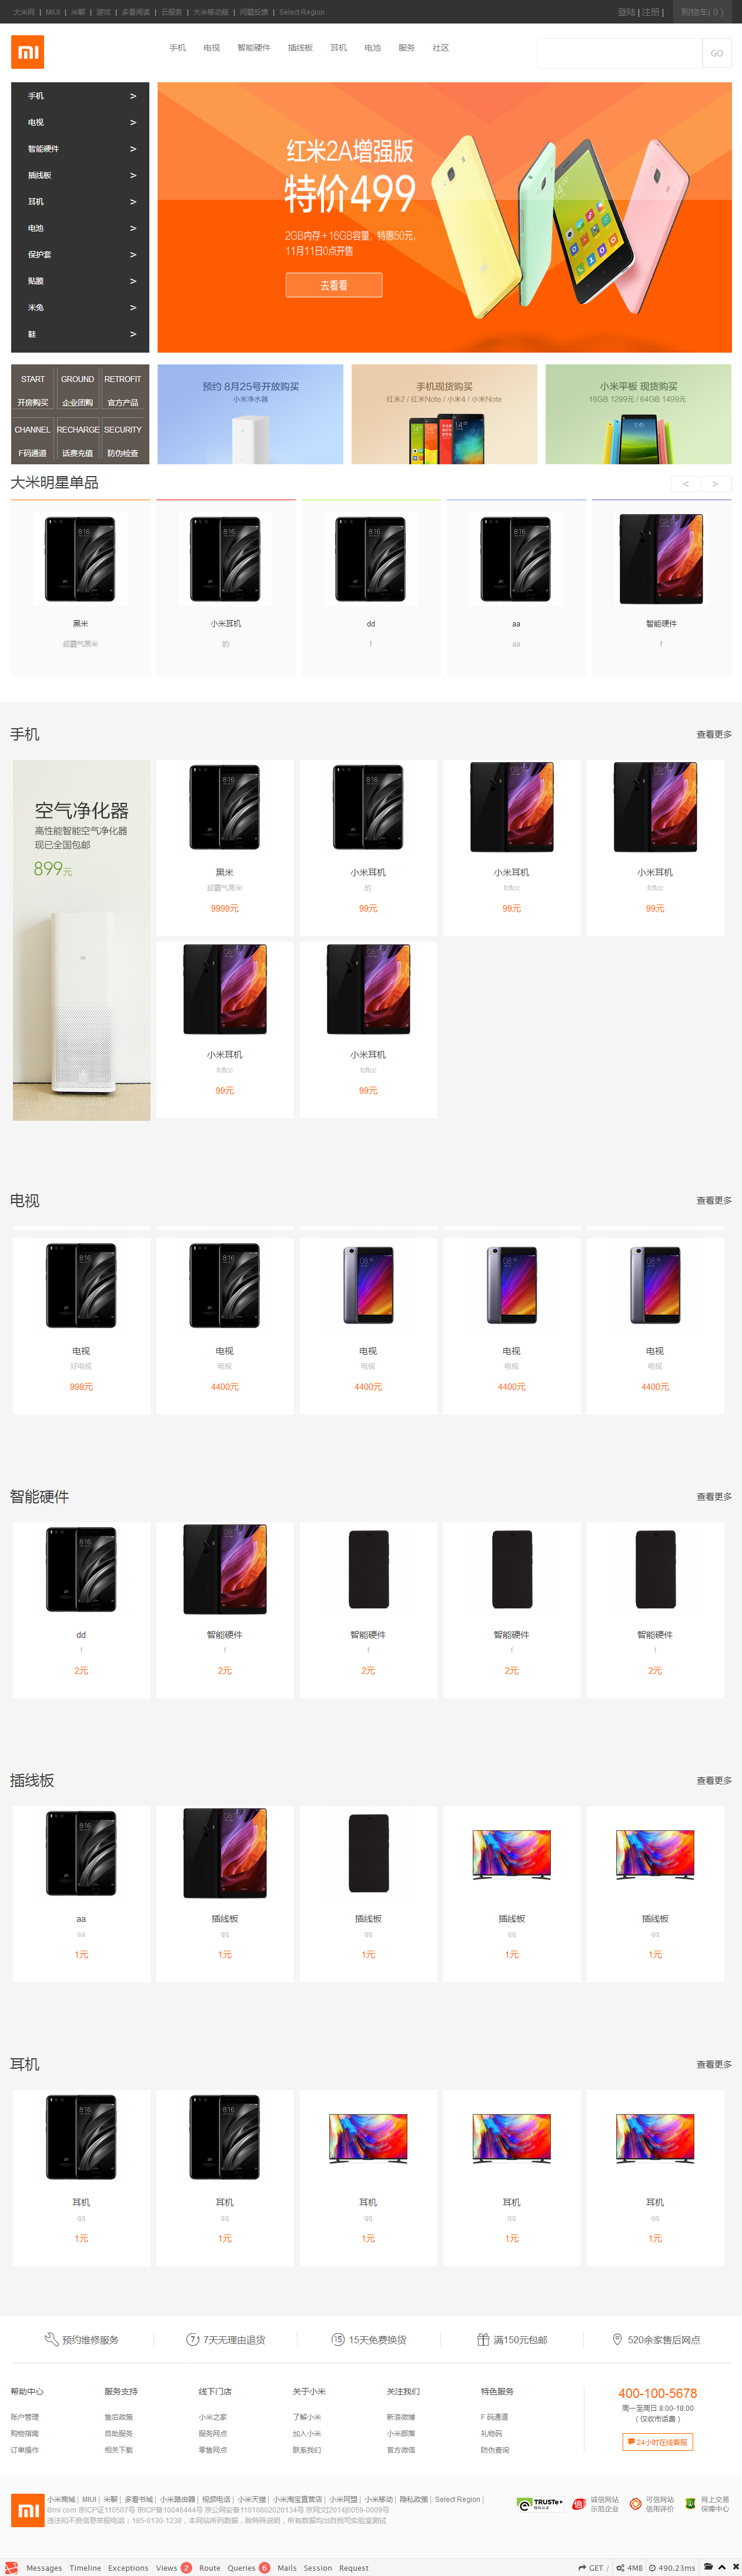 大米网 | MIUI | 米聊 | 游戏 | 多看阅读 | 云服务 | 大米移动版 | 问题反馈 | Select Region
登陆 | 注册 | 购物车( 0 )
mi 手机 电视 智能硬件 插线板 耳机 电池 服务 社区 GO
手机 >
电视 >
智能硬件 >
插线板 >
耳机 >
电池 >
保护套 >
贴膜 >
米兔 >
鞋 >
红米2A增强版
特价499
2GB内存+16GB容量，特惠50元，
11月11日0点开售
去看看
START GROUND RETROFIT
开房购买 企业团购 官方产品
CHANNEL RECHARGE SECURITY
F码通道 话费充值 防伪检查
预约 8月25号开放购买
小米净水器
手机现货购买
红米2 / 红米Note / 小米4 / 小米Note
小米平板 现货购买
16GB 1299元 / 64GB 1499元
大米明星单品 < >
黑米 小米耳机 dd aa 智能硬件
超霸气黑米 的 f aa f
手机 查看更多
空气净化器
高性能智能空气净化器
现已全国包邮
899元
黑米 小米耳机 小米耳机 小米耳机
超霸气黑米 的 fcftcc fcftcc
9999元 99元 99元 99元
小米耳机 小米耳机
fcftcc fcftcc
99元 99元
电视 查看更多
电视 电视 电视 电视 电视
好电视 电视 电视 电视 电视
998元 4400元 4400元 4400元 4400元
智能硬件 查看更多
dd 智能硬件 智能硬件 智能硬件 智能硬件
f f f f f
2元 2元 2元 2元 2元
插线板 查看更多
aa 插线板 插线板 插线板 插线板
aa qq qq qq qq
1元 1元 1元 1元 1元
耳机 查看更多
耳机 耳机 耳机 耳机 耳机
qq qq qq qq qq
1元 1元 1元 1元 1元
预约维修服务 7天无理由退货 15天免费换货 满150元包邮 520余家售后网点
帮助中心 服务支持 线下门店 关于小米 关注我们 特色服务
账户管理 售后政策 小米之家 了解小米 新浪微博 F 码通道
购物指南 自助服务 服务网点 加入小米 小米部落 礼物码
订单操作 相关下载 零售网点 联系我们 官方微信 防伪查询
400-100-5678
周一至周日 8:00-18:00
（仅收市话费）
24小时在线客服
mi
小米商城 | MIUI | 米聊 | 多看书城 | 小米路由器 | 视频电话 | 小米天猫 | 小米淘宝直营店 | 小米网盟 | 小米移动 | 隐私政策 | Select Region |
©mi.com 京ICP证110507号 京ICP备10046444号 京公网安备11010802020134号 京网文[2014]0059-0009号
违法和不良信息举报电话：185-0130-1238，本网站所列数据，除特殊说明，所有数据均出自我司实验室测试
TRUSTe
诚信网站
示范企业
可信网站
信用评价
网上交易
保障中心
Messages Timeline Exceptions Views 2 Route Queries 6 Mails Session Request GET / 4MB 490.23ms